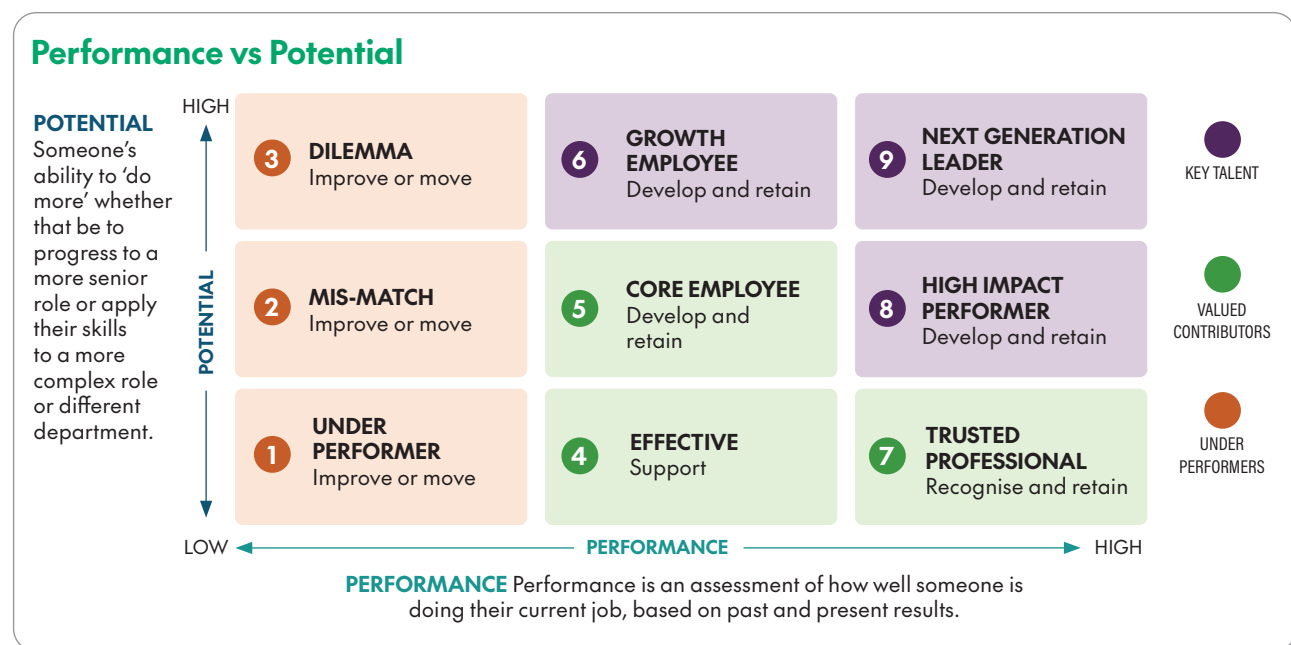 Performance vs Potential
POTENTIAL
Someone’s
ability to ‘do
more’ whether
that be to
progress to a
more senior
role or apply
their skills
to a more
complex role
or different
department.
HIGH
POTENTIAL
LOW
3
DILEMMA
Improve or move
6
GROWTH
EMPLOYEE
Develop and retain
9
NEXT GENERATION
LEADER
Develop and retain
2
MIS-MATCH
Improve or move
5
CORE EMPLOYEE
Develop and
retain
8
HIGH IMPACT
PERFORMER
Develop and retain
1
UNDER
PERFORMER
Improve or move
4
EFFECTIVE
Support
7
TRUSTED
PROFESSIONAL
Recognise and retain
KEY TALENT
VALUED
CONTRIBUTORS
UNDER
PERFORMERS
PERFORMANCE
HIGH
PERFORMANCE Performance is an assessment of how well someone is
doing their current job, based on past and present results.